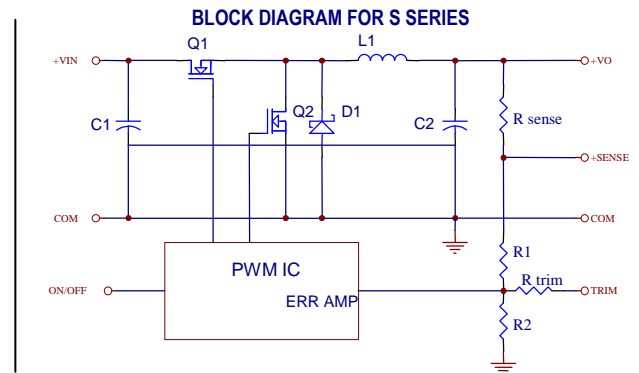 BLOCK DIAGRAM FOR S SERIES
Q1
L1
+VIN
+VO
C1
Q2
D1
C2
R sense
+SENSE
COM
COM
R1
PWM IC
R trim
ON/OFF
ERR AMP
TRIM
R2